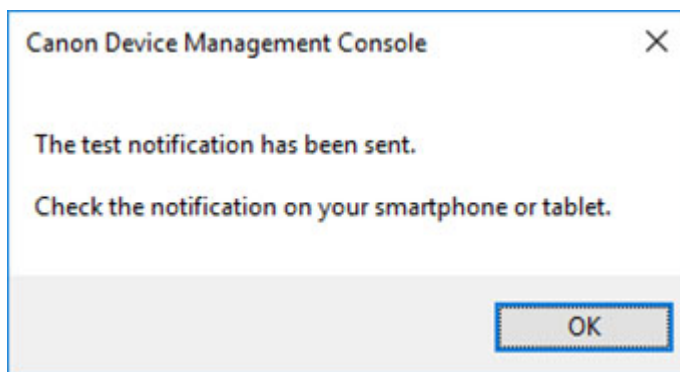 Canon Device Management Console
The test notification has been sent.
Check the notification on your smartphone or tablet.
OK